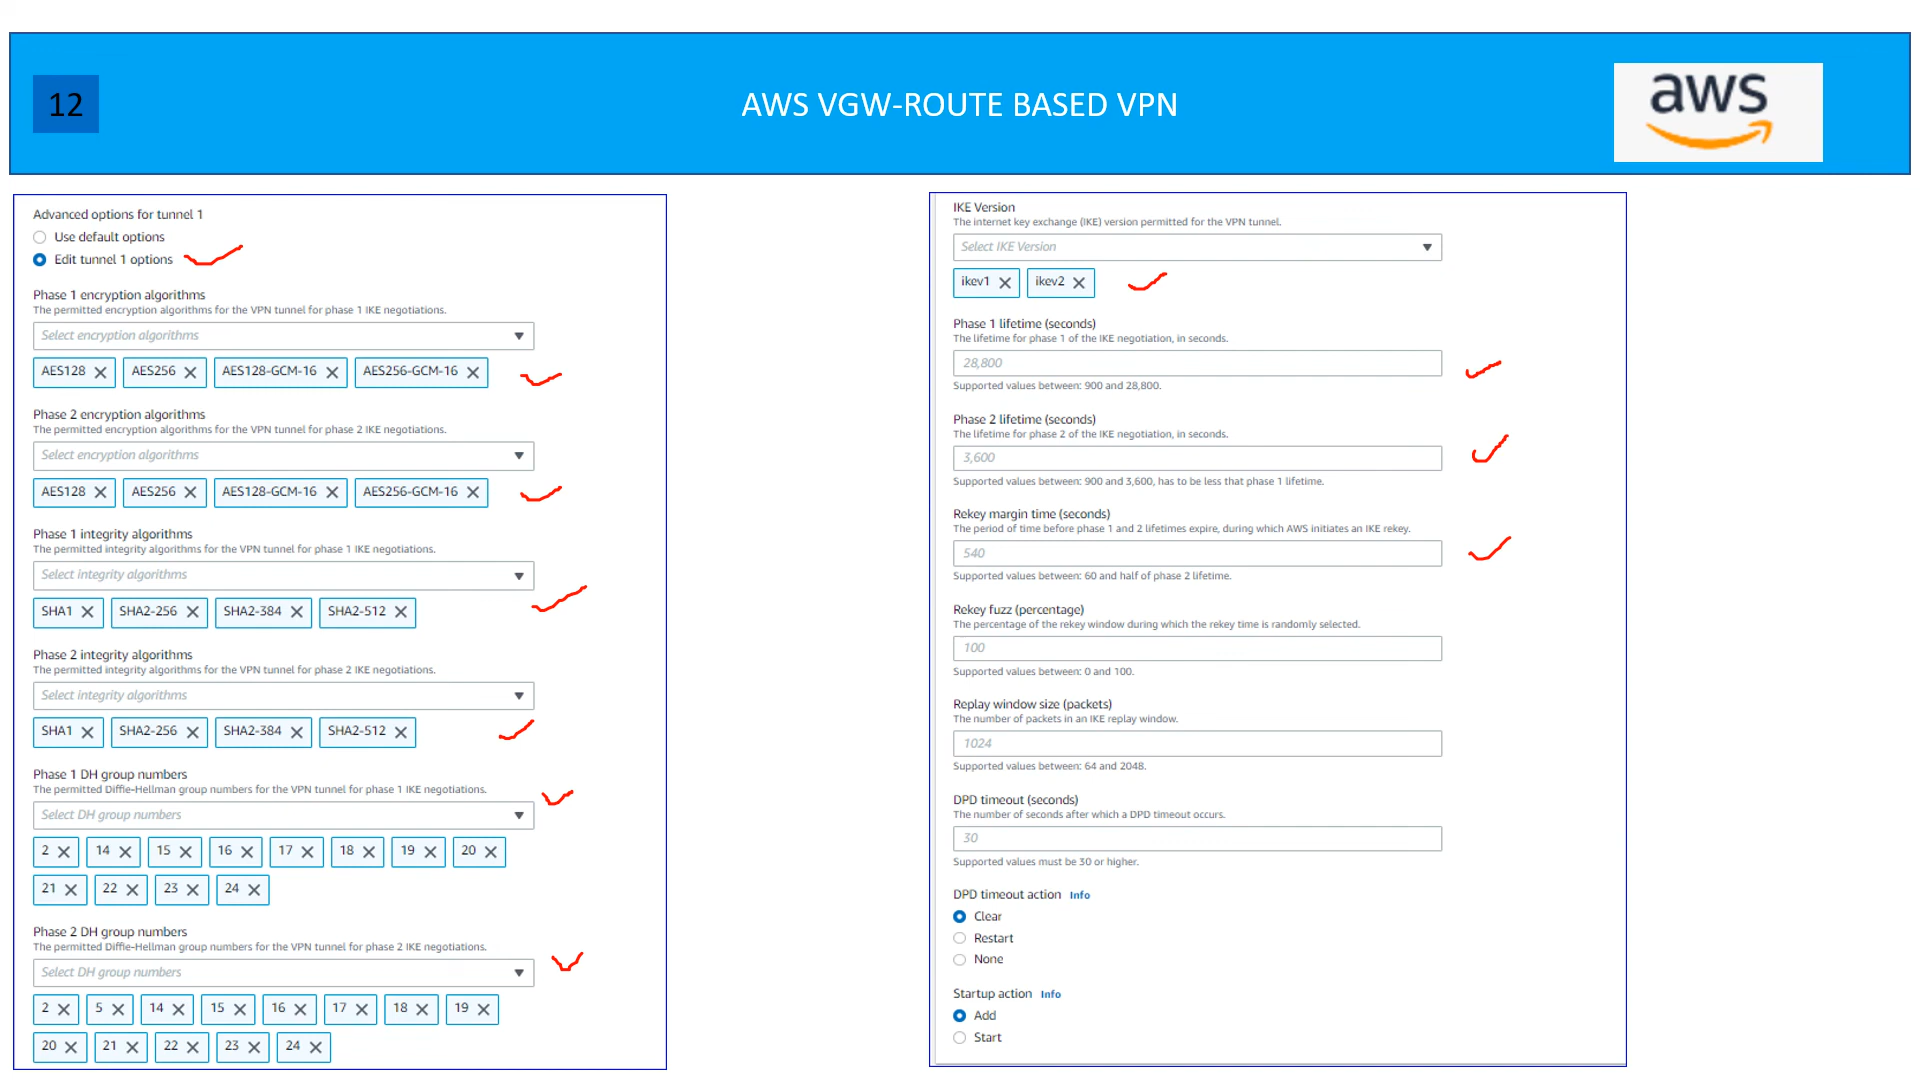 12
AWS VGW-ROUTE BASED VPN
aws
Advanced options for tunnel 1
Use default options
Edit tunnel 1 options
Phase 1 encryption algorithms
The permitted encryption algorithms for the VPN tunnel for phase 1 IKE negotiations.
Select encryption algorithms
AES128 AES256 AES128-GCM-16 AES256-GCM-16
Phase 2 encryption algorithms
The permitted encryption algorithms for the VPN tunnel for phase 2 IKE negotiations.
Select encryption algorithms
AES128 AES256 AES128-GCM-16 AES256-GCM-16
Phase 1 integrity algorithms
The permitted integrity algorithms for the VPN tunnel for phase 1 IKE negotiations.
Select integrity algorithms
SHA1 SHA2-256 SHA2-384 SHA2-512
Phase 2 integrity algorithms
The permitted integrity algorithms for the VPN tunnel for phase 2 IKE negotiations.
Select integrity algorithms
SHA1 SHA2-256 SHA2-384 SHA2-512
Phase 1 DH group numbers
The permitted Diffie-Hellman group numbers for the VPN tunnel for phase 1 IKE negotiations.
Select DH group numbers
2 14 15 16 17 18 19 20
21 22 23 24
Phase 2 DH group numbers
The permitted Diffie-Hellman group numbers for the VPN tunnel for phase 2 IKE negotiations.
Select DH group numbers
2 5 14 15 16 17 18 19
20 21 22 23 24
IKE Version
The internet key exchange (IKE) version permitted for the VPN tunnel.
Select IKE Version
ikev1 ikev2
Phase 1 lifetime (seconds)
The lifetime for phase 1 of the IKE negotiation, in seconds.
28,800
Supported values between: 900 and 28,800.
Phase 2 lifetime (seconds)
The lifetime for phase 2 of the IKE negotiation, in seconds.
3,600
Supported values between: 900 and 3,600, has to be less that phase 1 lifetime.
Rekey margin time (seconds)
The period of time before phase 1 and 2 lifetimes expire, during which AWS initiates an IKE rekey.
540
Supported values between: 60 and half of phase 2 lifetime.
Rekey fuzz (percentage)
The percentage of the rekey window during which the rekey time is randomly selected.
100
Supported values between: 0 and 100.
Replay window size (packets)
The number of packets in an IKE replay window.
1024
Supported values between: 64 and 2048.
DPD timeout (seconds)
The number of seconds after which a DPD timeout occurs.
30
Supported values must be 30 or higher.
DPD timeout action Info
Clear
Restart
None
Startup action Info
Add
Start